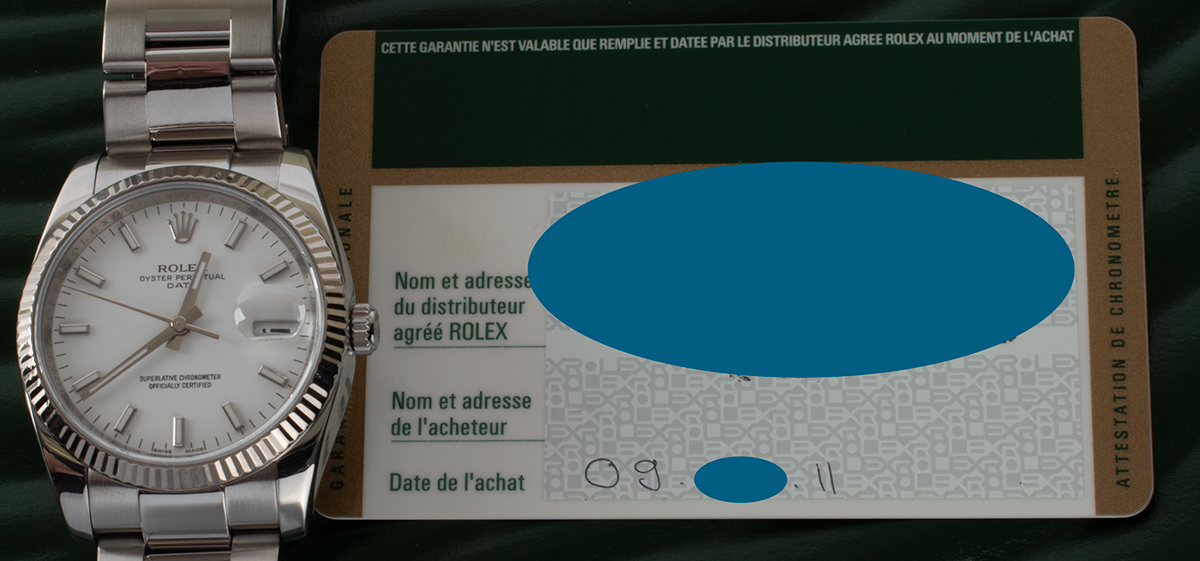 CETTE GARANTIE N'EST VALABLE QUE REMPLIE ET DATEE PAR LE DISTRIBUTEUR AGREE ROLEX AU MOMENT DE L'ACHAT
ROLEX
OYSTER PERPETUAL
DATE
SUPERLATIVE CHRONOMETER
OFFICIALLY CERTIFIED
SWISS MADE
Nom et adresse
du distributeur
agréé ROLEX
Nom et adresse
de l'acheteur
Date de l'achat
09. .11
ATTESTATION DE CHRONOMETRE